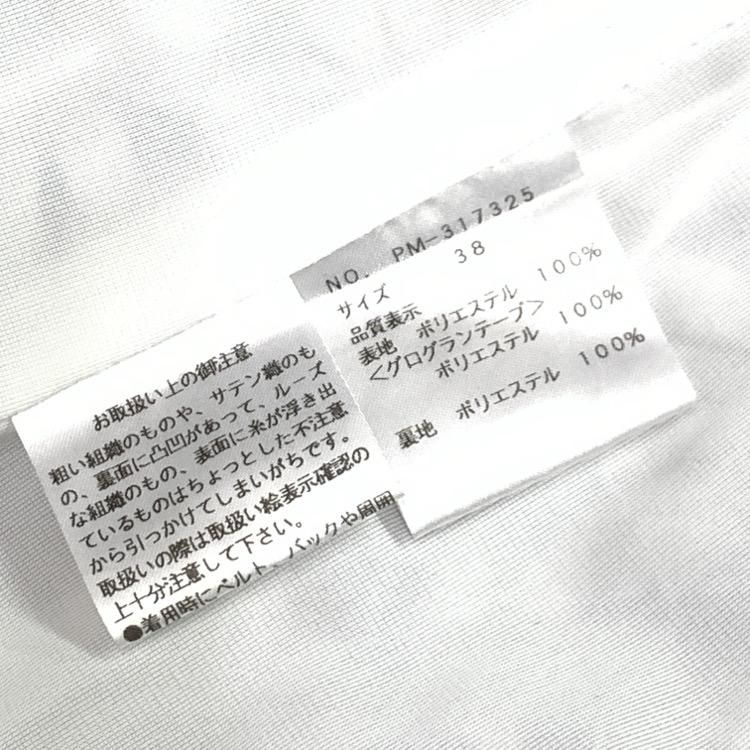 お取扱い上の御注意
粗い組織のものや、サテン織のも
の、裏面に凸凹があって、ルーズ
な組織のもの、表面に糸が浮き出
ているものはちょっとした不注意
から引っかけてしまいがちです。
取扱いの際は取扱い絵表示確認の
上十分注意して下さい。
●着用時にベルト、バックや周囲
NO. PM-317325
サイズ 38
品質表示
表地 ポリエステル 100%
<グログランテープ>
ポリエステル 100%
裏地 ポリエステル 100%